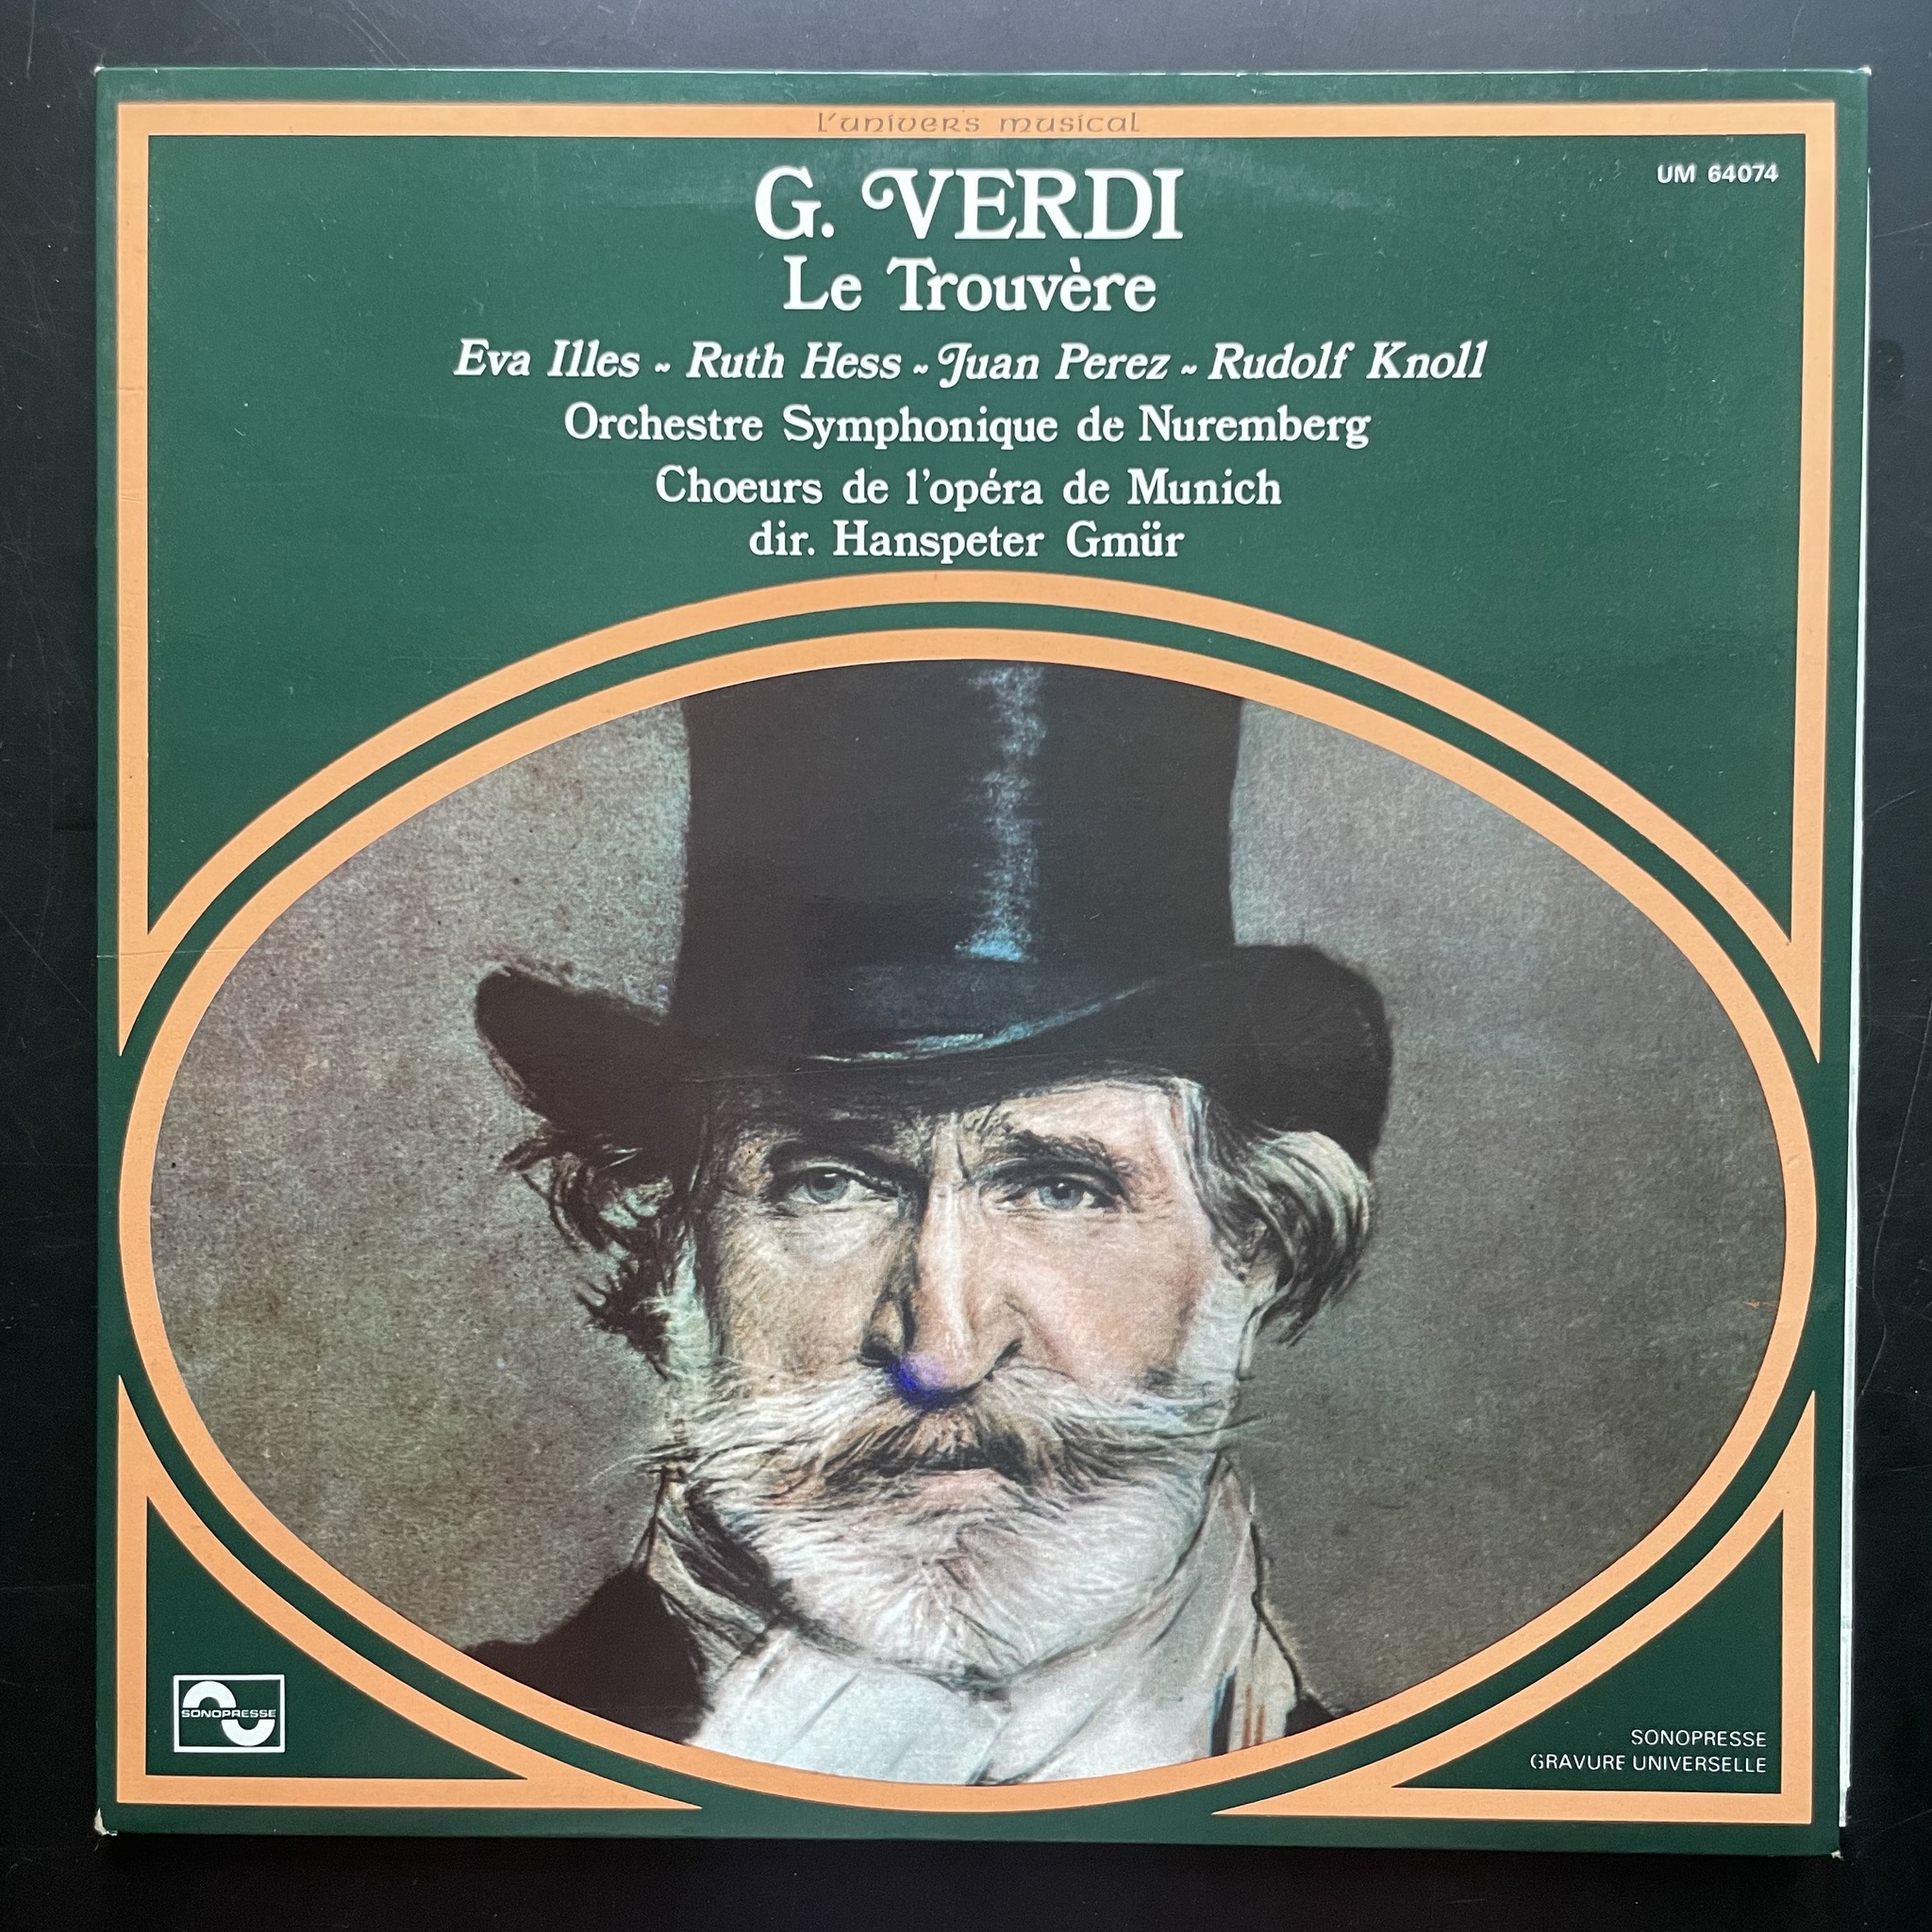 L'univers musical
UM 64074
G. VERDI
Le Trouvère
Eva Illes ~ Ruth Hess ~ Juan Perez ~ Rudolf Knoll
Orchestre Symphonique de Nuremberg
Choeurs de l'opéra de Munich
dir. Hanspeter Gmür
SONOPRESSE
SONOPRESSE
GRAVURE UNIVERSELLE